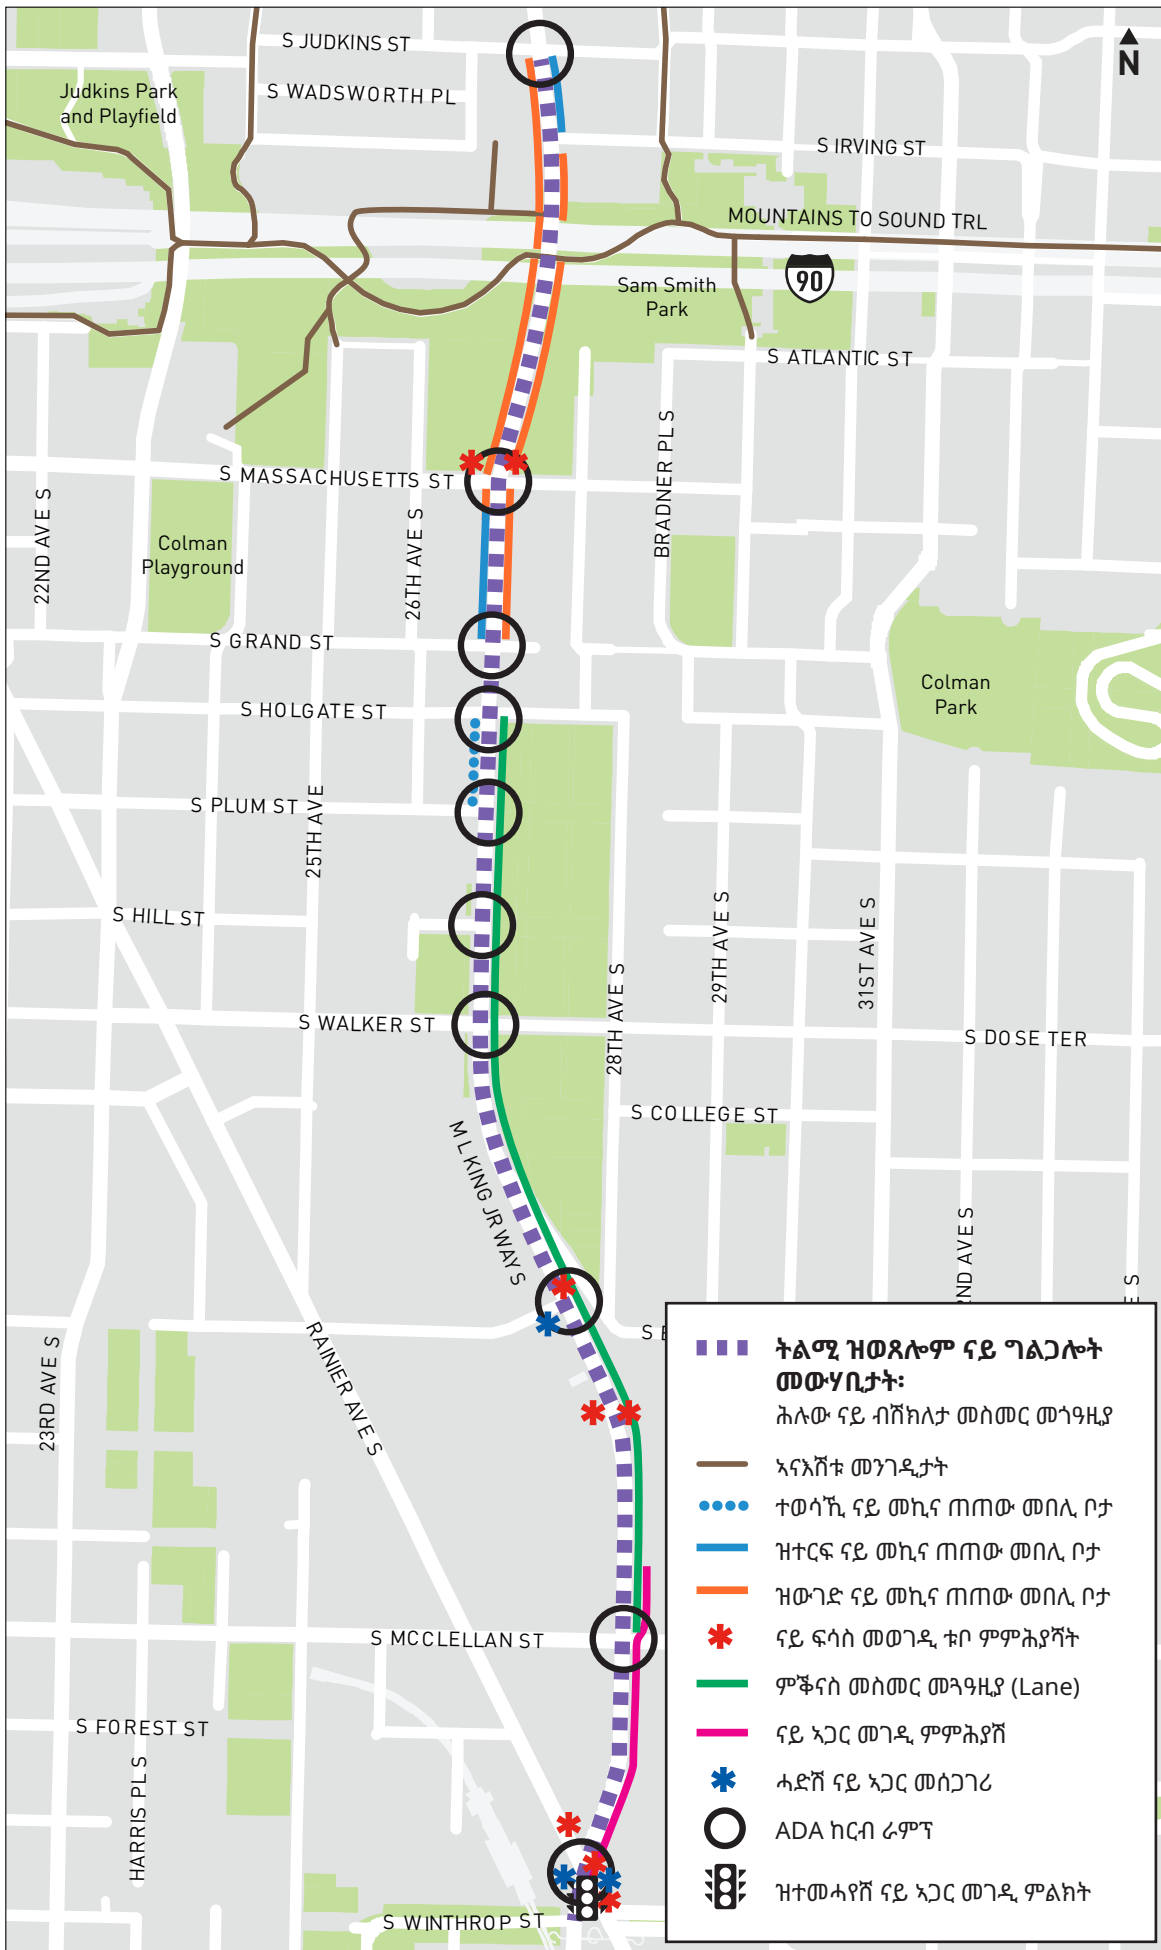 S JUDKINS ST
N
Judkins Park
and Playfield
S WADSWORTH PL
S IRVING ST
MOUNTAINS TO SOUND TRL
90
Sam Smith
Park
S ATLANTIC ST
S MASSACHUSETTS ST
BRADNER PL S
22ND AVE S
Colman
Playground
26TH AVE S
S GRAND ST
S HOLGATE ST
Colman
Park
S PLUM ST
25TH AVE
S HILL ST
29TH AVE S
31ST AVE S
28TH AVE S
S WALKER ST
S DOSE TER
S COLLEGE ST
M L KING JR WAY S
2ND AVE S
E S
S E
RAINIER AVE S
23RD AVE S
S MCCLELLAN ST
S FOREST ST
HARRIS PL S
S WINTHROP ST
ትልሚ ዝወጸሎም ናይ ግልጋሎት
መውሃቢታት፡
ሕሉው ናይ ብሽክለታ መስመር መጎዓዚያ
ኣናእሽቱ መንገዲታት
ተወሳኺ ናይ መኪና ጠጠው መበሊ ቦታ
ዝተርፍ ናይ መኪና ጠጠው መበሊ ቦታ
ዝውገድ ናይ መኪና ጠጠው መበሊ ቦታ
ናይ ፍሳስ መወገዲ ቱቦ ምምሕያሻት
ምቕናስ መስመር መጓዓዚያ (Lane)
ናይ ኣጋር መገዲ ምምሕያሽ
ሓድሽ ናይ ኣጋር መሰጋገሪ
ADA ከርብ ራምፕ
ዝተመሓየሸ ናይ ኣጋር መገዲ ምልክት